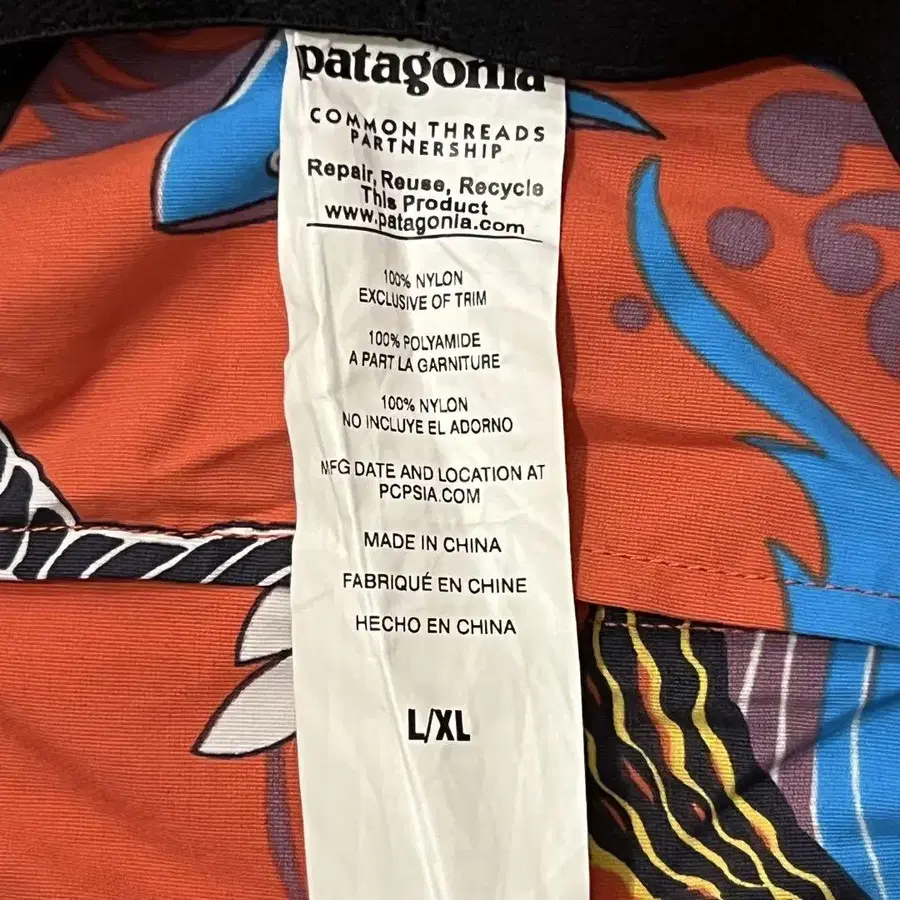 patagonia
COMMON THREADS
PARTNERSHIP
Repair, Reuse, Recycle
This Product
www.patagonia.com
100% NYLON
EXCLUSIVE OF TRIM
100% POLYAMIDE
A PART LA GARNITURE
100% NYLON
NO INCLUYE EL ADORNO
MFG DATE AND LOCATION AT
PCPSIA.COM
MADE IN CHINA
FABRIQUÉ EN CHINE
HECHO EN CHINA
L/XL